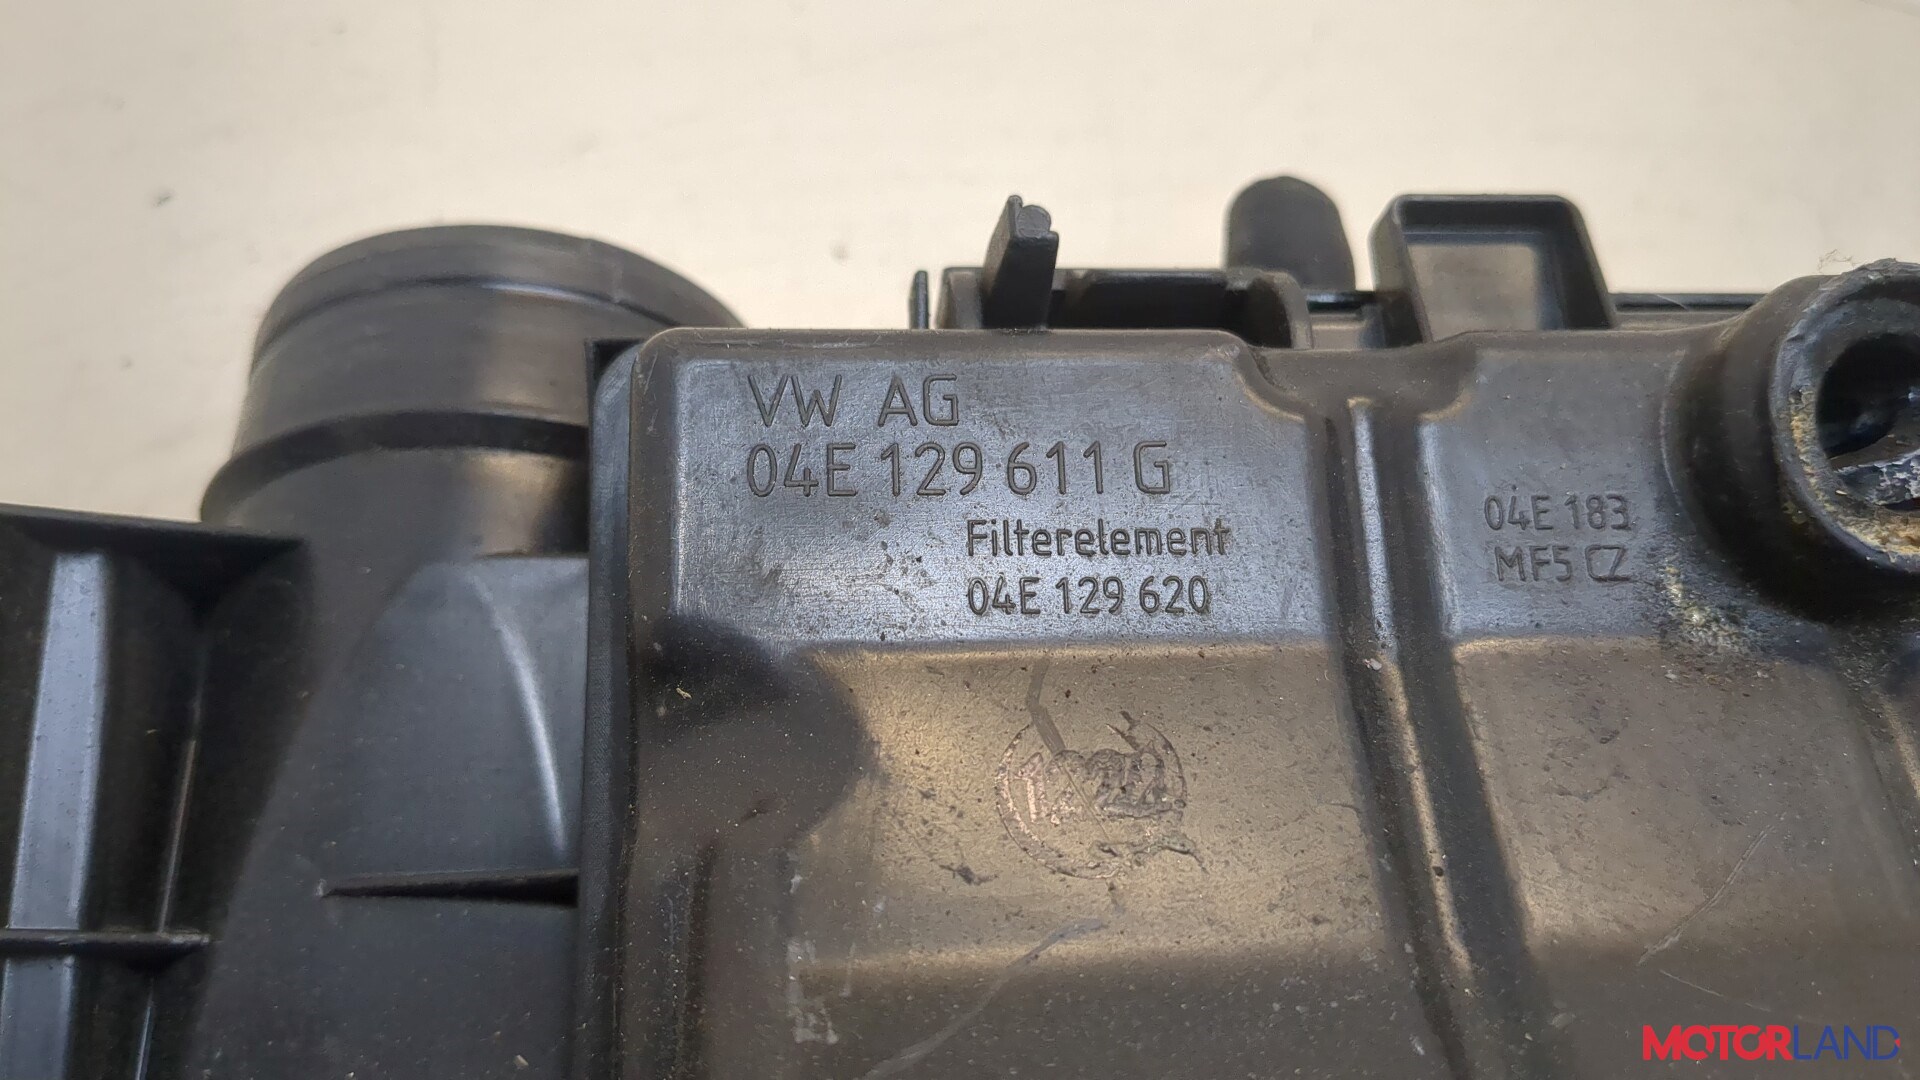 VW AG
04E 129 611 G
Filterelement
04E 129 620
04E 183
MF5 CZ
MOTORLAND